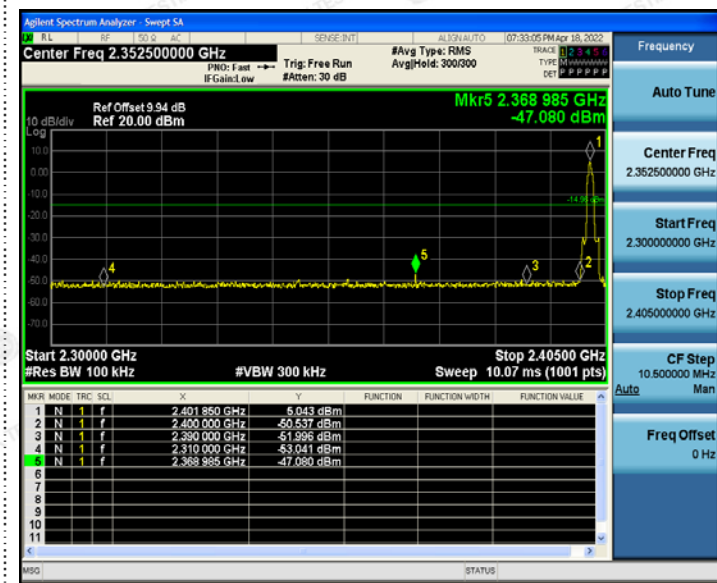 Agilent Spectrum Analyzer - Swept SA
RL RF 50 Ω AC SENSE:INT ALIGN AUTO 07:33:05 PM Apr 18, 2022
Center Freq 2.352500000 GHz
PNO: Fast
IFGain:Low
Trig: Free Run
#Atten: 30 dB
#Avg Type: RMS
Avg|Hold: 300/300
TRACE 1 2 3 4 5 6
TYPE M
DET P P P P P P
Ref Offset 9.94 dB
Ref 20.00 dBm
10 dB/div
Log
Mkr5 2.368 985 GHz
-47.080 dBm
10.0
0.00
-10.0
-20.0
-30.0
-40.0
-50.0
-60.0
-70.0
1
2
3
4
5
Start 2.30000 GHz
Stop 2.40500 GHz
#Res BW 100 kHz
#VBW 300 kHz
Sweep 10.07 ms (1001 pts)
MKR MODE TRC SCL X Y FUNCTION FUNCTION WIDTH FUNCTION VALUE
1 N 1 f 2.401 850 GHz 5.043 dBm
2 N 1 f 2.400 000 GHz -50.537 dBm
3 N 1 f 2.390 000 GHz -51.996 dBm
4 N 1 f 2.310 000 GHz -53.041 dBm
5 N 1 f 2.368 985 GHz -47.080 dBm
6
7
8
9
10
11
MSG
STATUS
Frequency
Auto Tune
Center Freq
2.352500000 GHz
Start Freq
2.300000000 GHz
Stop Freq
2.405000000 GHz
CF Step
10.500000 MHz
Auto Man
Freq Offset
0 Hz